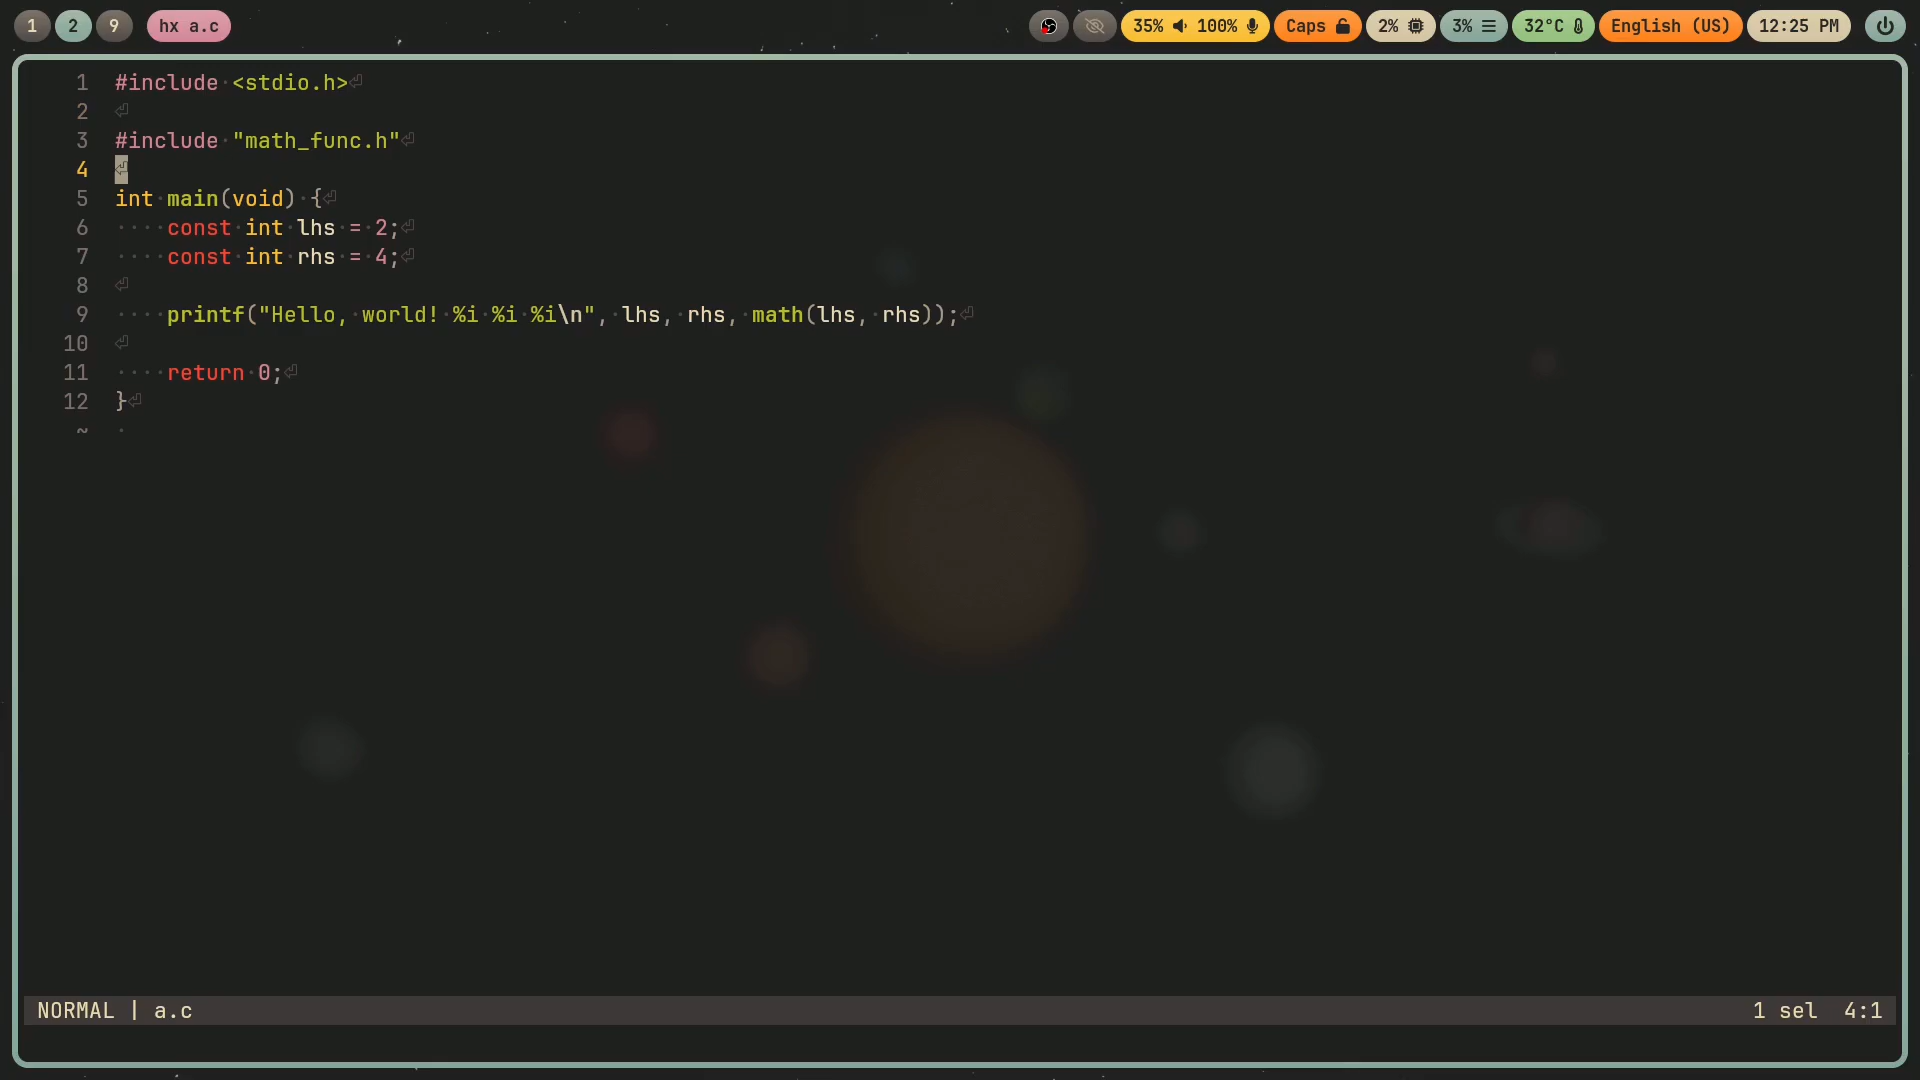 1 2 9 hx a.c 35% 100% Caps 2% 3% 32°C English (US) 12:25 PM
1 #include <stdio.h>
2
3 #include "math_func.h"
4
5 int main(void) {
6 const int lhs = 2;
7 const int rhs = 4;
8
9 printf("Hello, world! %i %i %i\n", lhs, rhs, math(lhs, rhs));
10
11 return 0;
12 }
~
NORMAL | a.c 1 sel 4:1